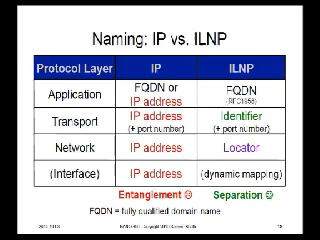 Naming: IP vs. ILNP
Protocol Layer IP ILNP
Application FQDN or IP address FQDN (RFC1958)
Transport IP address (+ port number) Identifier (+ port number)
Network IP address Locator
(Interface) IP address (dynamic mapping)
Entanglement ☹ Separation ☺
FQDN = fully qualified domain name